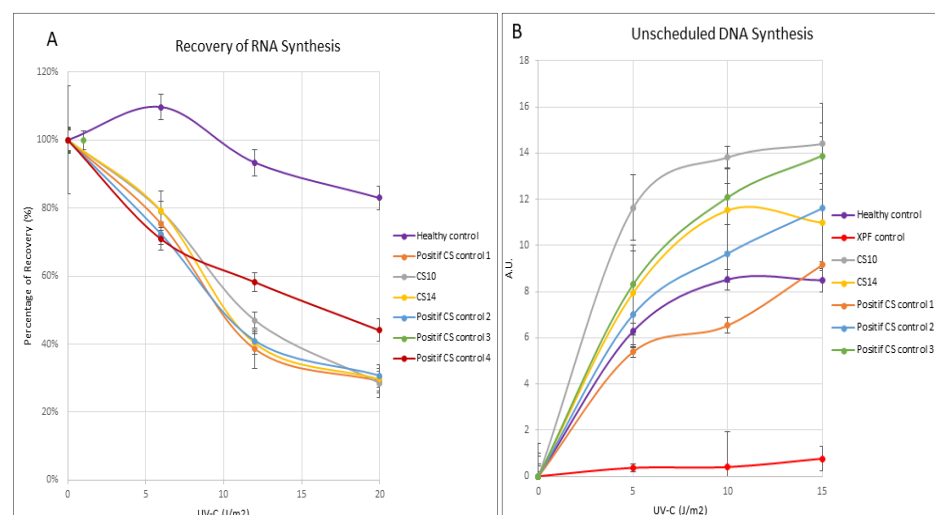 A
Recovery of RNA Synthesis
Percentage of Recovery (%)
120%
100%
80%
60%
40%
20%
0%
0
5
10
15
20
UV-C (J/m2)
Healthy control
Positif CS control 1
CS10
CS14
Positif CS control 2
Positif CS control 3
Positif CS control 4
B
Unscheduled DNA Synthesis
A.U.
18
16
14
12
10
8
6
4
2
0
0
5
10
15
UV-C (J/m2)
Healthy control
XPF control
CS10
CS14
Positif CS control 1
Positif CS control 2
Positif CS control 3